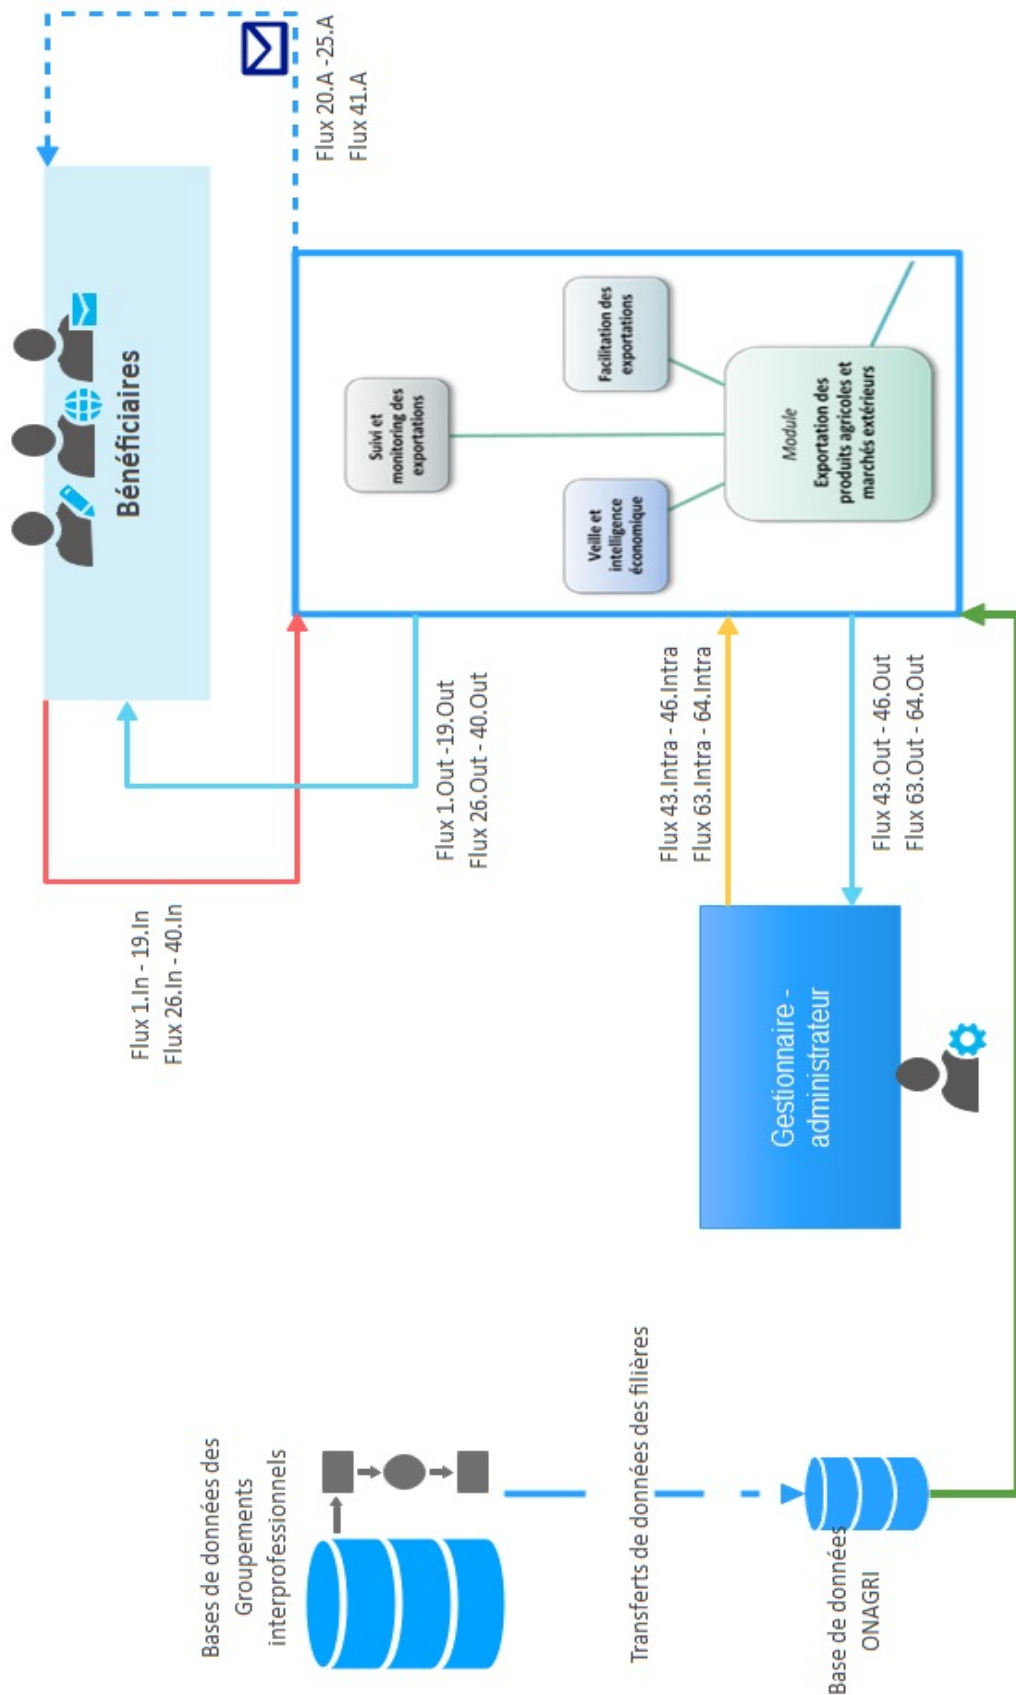 Bénéficiaires
Flux 20.A -25.A
Flux 41.A
Flux 1.In - 19.In
Flux 26.In - 40.In
Flux 1.Out -19.Out
Flux 26.Out - 40.Out
Suivi et
monitoring des
exportations
Veille et
intelligence
économique
Facilitation des
exportations
Module
Exportation des
produits agricoles et
marchés extérieurs
Flux 43.Intra - 46.Intra
Flux 63.Intra - 64.Intra
Flux 43.Out - 46.Out
Flux 63.Out - 64.Out
Gestionnaire -
administrateur
Bases de données des
Groupements
interprofessionnels
Transferts de données des filières
Base de données
ONAGRI